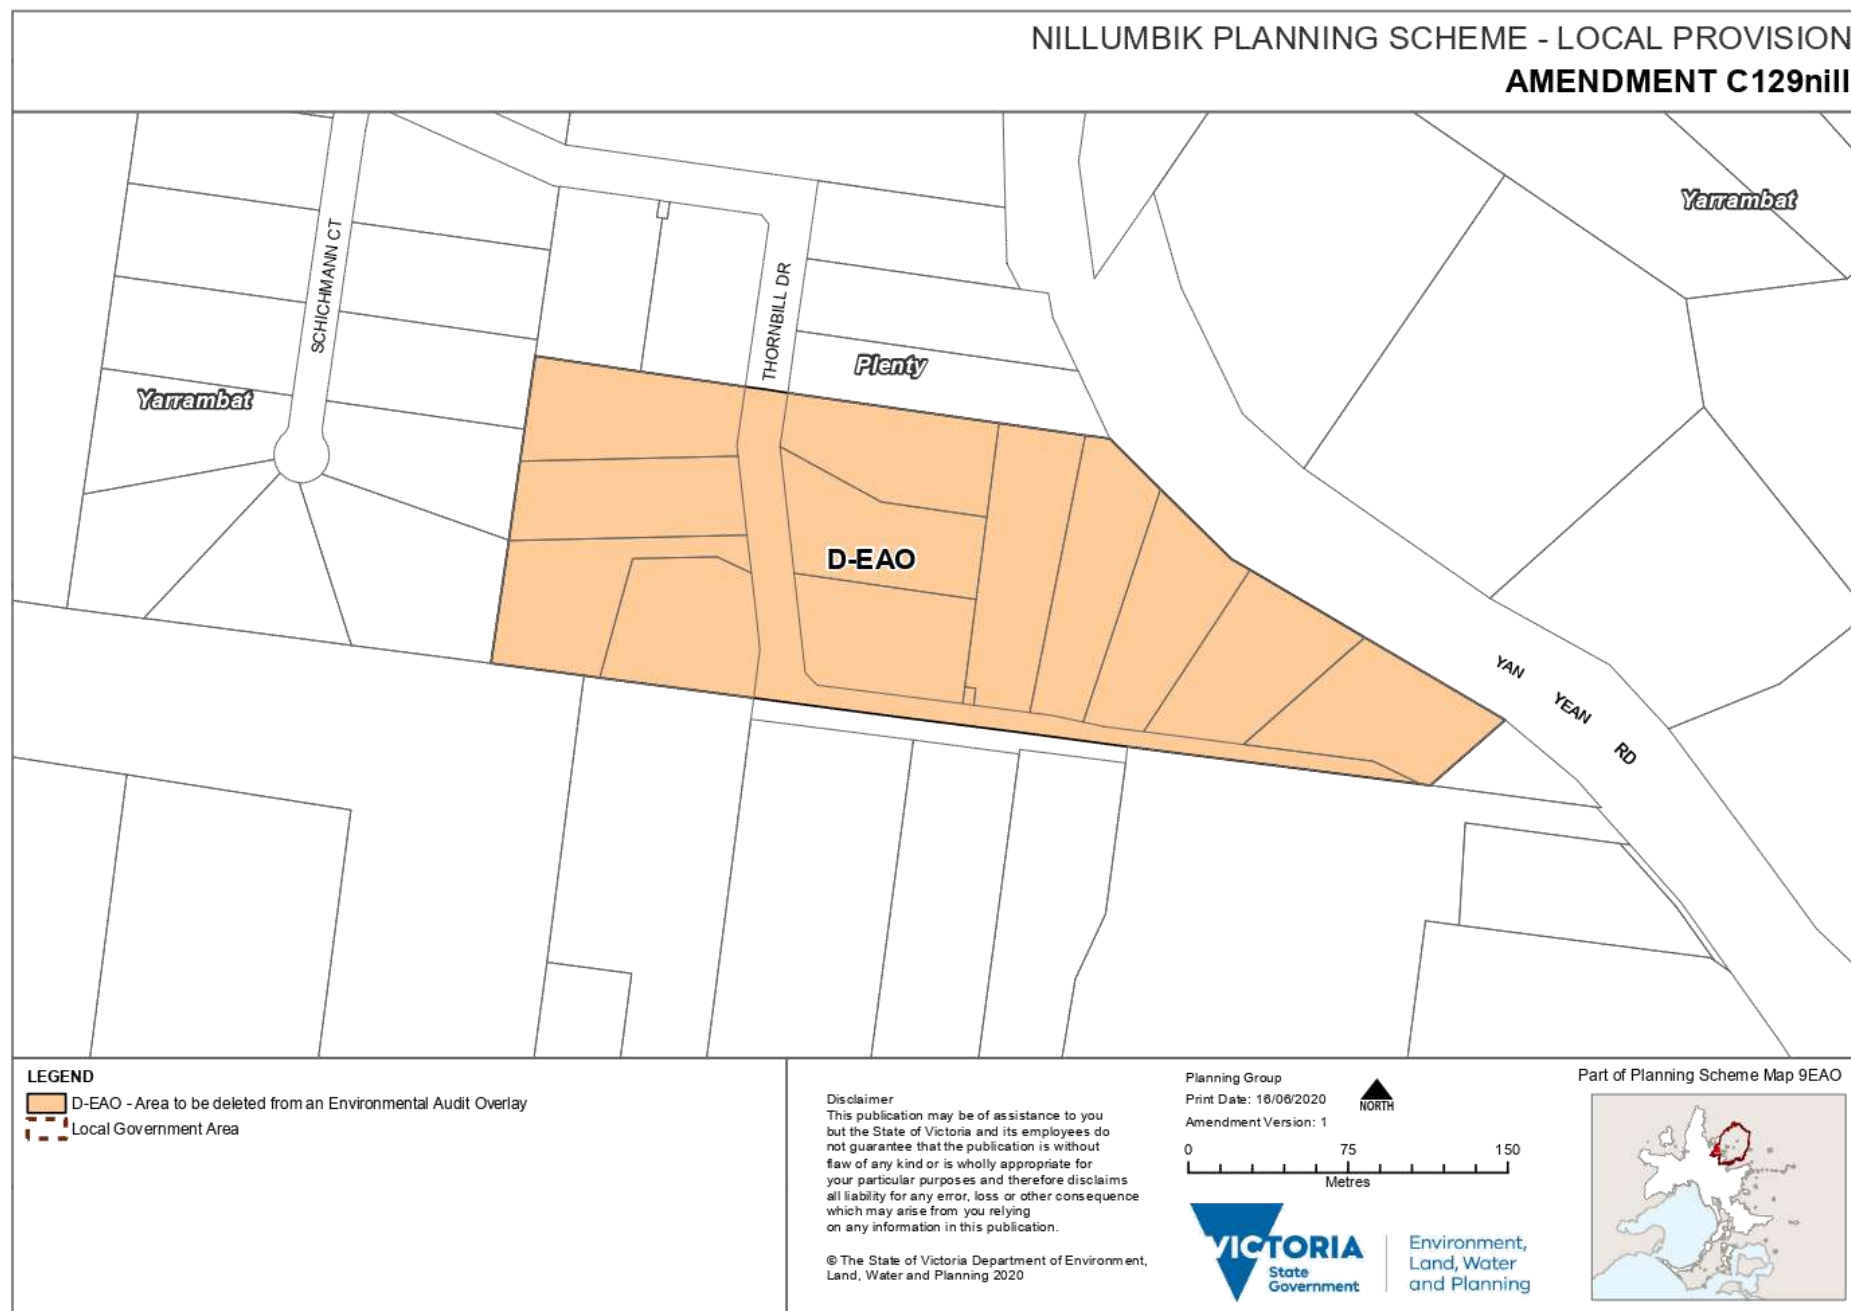 NILLUMBIK PLANNING SCHEME - LOCAL PROVISION
AMENDMENT C129nill
Yarrambat
SCHICHMANN CT
THORNBILL DR
Plenty
Yarrambat
D-EAO
YAN YEAN RD
LEGEND
D-EAO - Area to be deleted from an Environmental Audit Overlay
Local Government Area
Disclaimer
This publication may be of assistance to you
but the State of Victoria and its employees do
not guarantee that the publication is without
flaw of any kind or is wholly appropriate for
your particular purposes and therefore disclaims
all liability for any error, loss or other consequence
which may arise from you relying
on any information in this publication.
© The State of Victoria Department of Environment,
Land, Water and Planning 2020
Planning Group
Print Date: 16/06/2020
Amendment Version: 1
NORTH
0 75 150
Metres
VICTORIA
State
Government
Environment,
Land, Water
and Planning
Part of Planning Scheme Map 9EAO